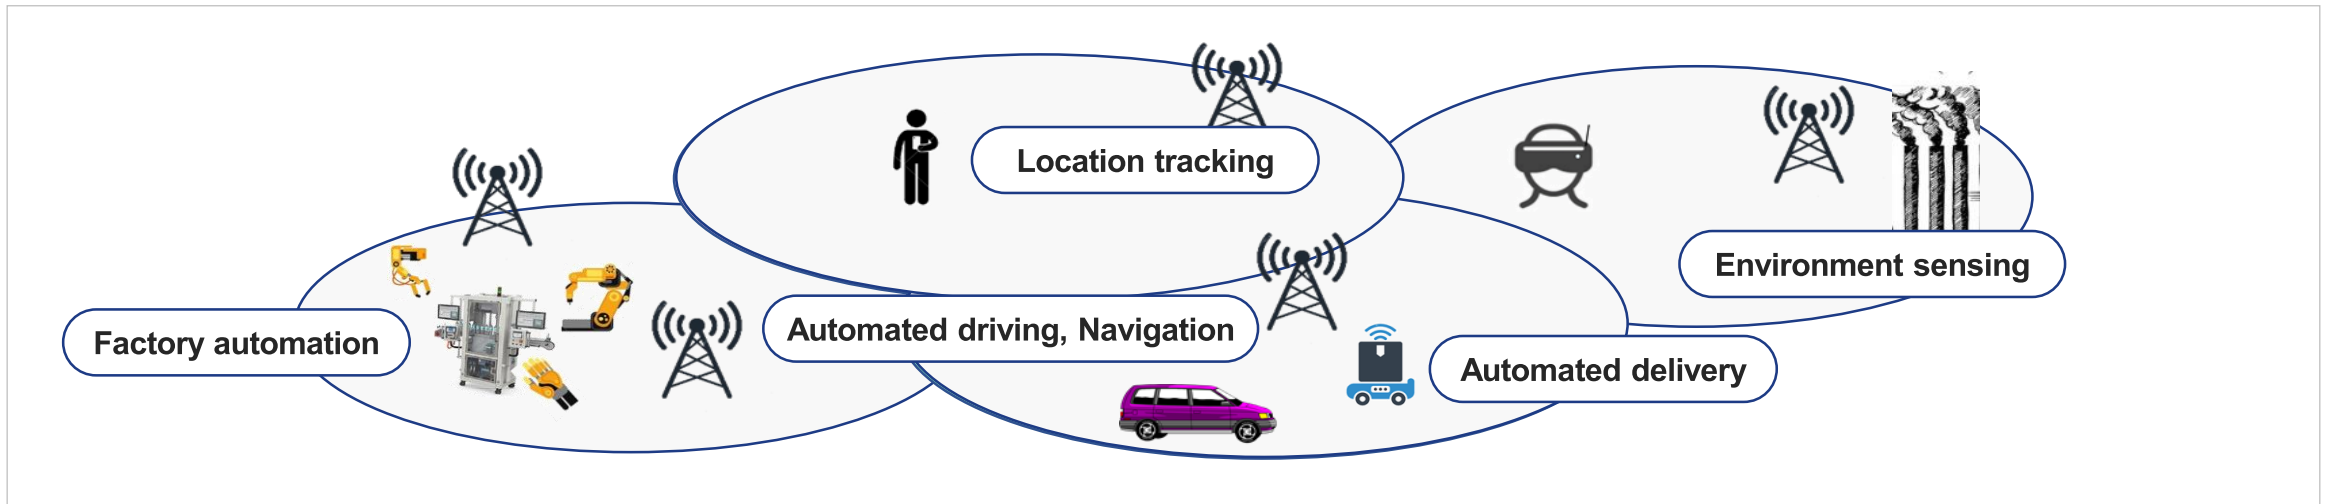 Location tracking
Environment sensing
Factory automation
Automated driving, Navigation
Automated delivery